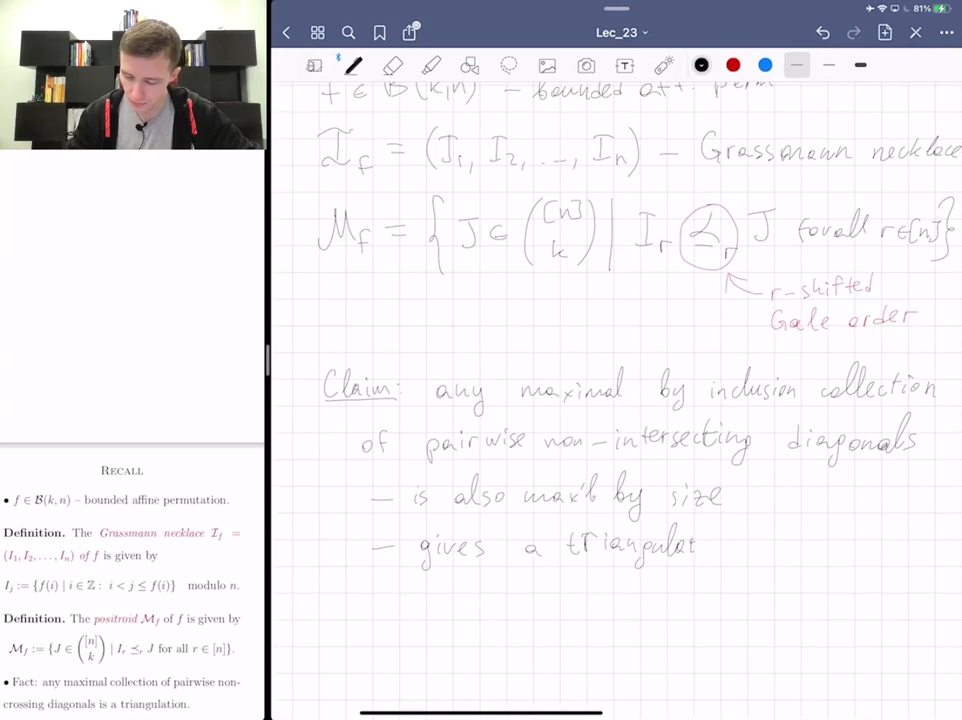 81%
Lec_23
f ∈ B(k,n) – bounded aff. perm
I_f = (I_1, I_2, ..., I_n) – Grassmann necklace
M_f = { J ∈ ([n] k) | I_r ⪯_r J for all r∈[n] }
r-shifted
Gale order
Claim: any maximal by inclusion collection
of pairwise non-intersecting diagonals
– is also max'l by size
– gives a triangulat
RECALL
• f ∈ B(k, n) – bounded affine permutation.
Definition. The Grassmann necklace I_f =
(I_1, I_2, . . . , I_n) of f is given by
I_j := {f(i) | i ∈ ℤ : i < j ≤ f(i)} modulo n.
Definition. The positroid M_f of f is given by
M_f := {J ∈ ([n] k) | I_r ⪯_r J for all r ∈ [n]}.
• Fact: any maximal collection of pairwise non-
crossing diagonals is a triangulation.